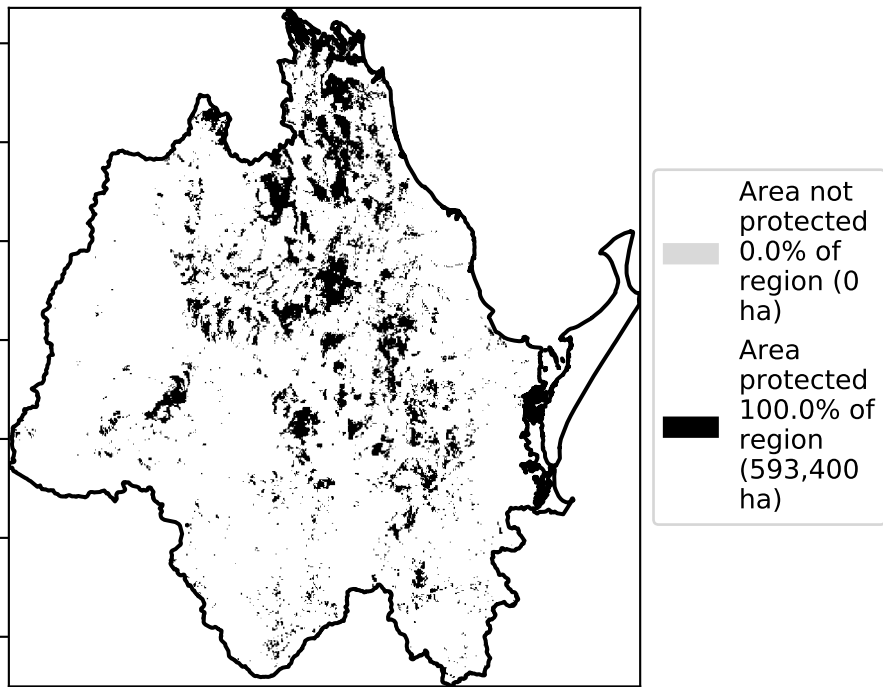 Area not
protected
0.0% of
region (0
ha)
Area
protected
100.0% of
region
(593,400
ha)